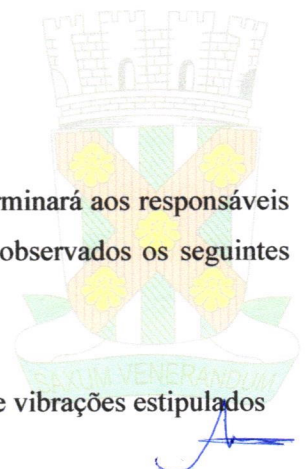 rminará aos responsáveis
observados os seguintes
SAXUM VENERANDUM
e vibrações estipulados